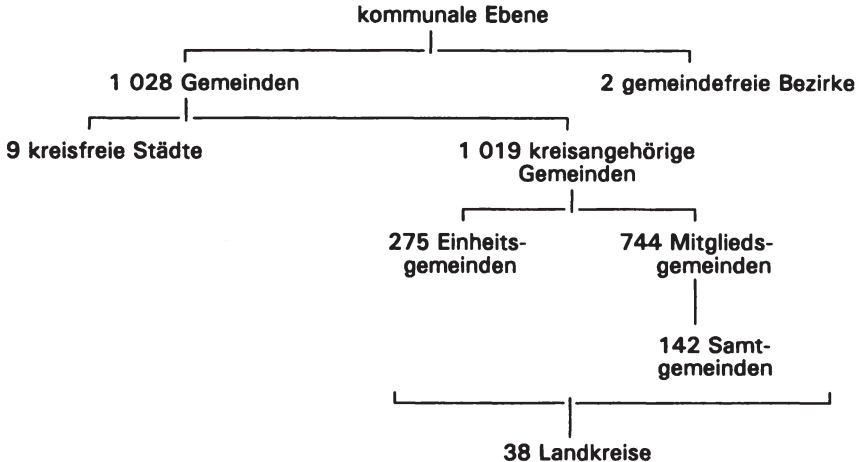 kommunale Ebene
1 028 Gemeinden
2 gemeindefreie Bezirke
9 kreisfreie Städte
1 019 kreisangehörige
Gemeinden
275 Einheits-
gemeinden
744 Mitglieds-
gemeinden
142 Samt-
gemeinden
38 Landkreise